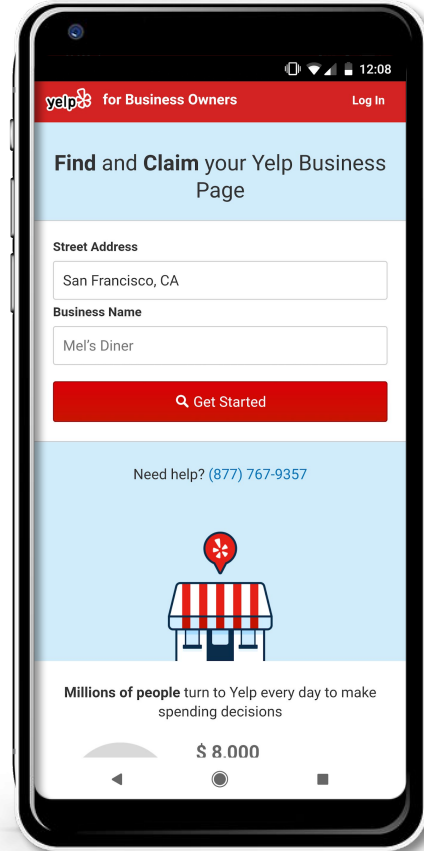 12:08
yelp for Business Owners Log In
Find and Claim your Yelp Business
Page
Street Address
San Francisco, CA
Business Name
Mel's Diner
Get Started
Need help? (877) 767-9357
Millions of people turn to Yelp every day to make
spending decisions
$ 8,000